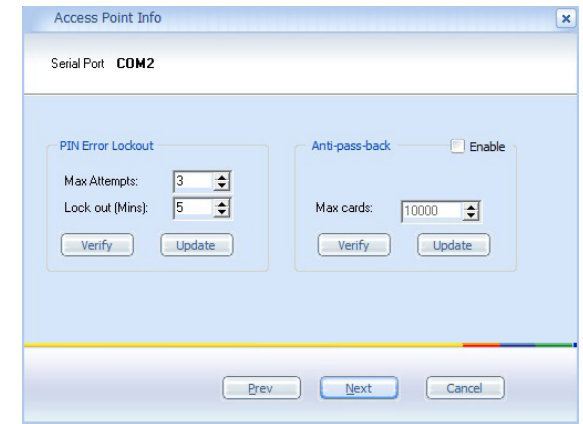 Access Point Info
Serial Port COM2
PIN Error Lockout
Max Attempts: 3
Lock out (Mins): 5
Verify Update
Anti-pass-back Enable
Max cards: 10000
Verify Update
Prev Next Cancel